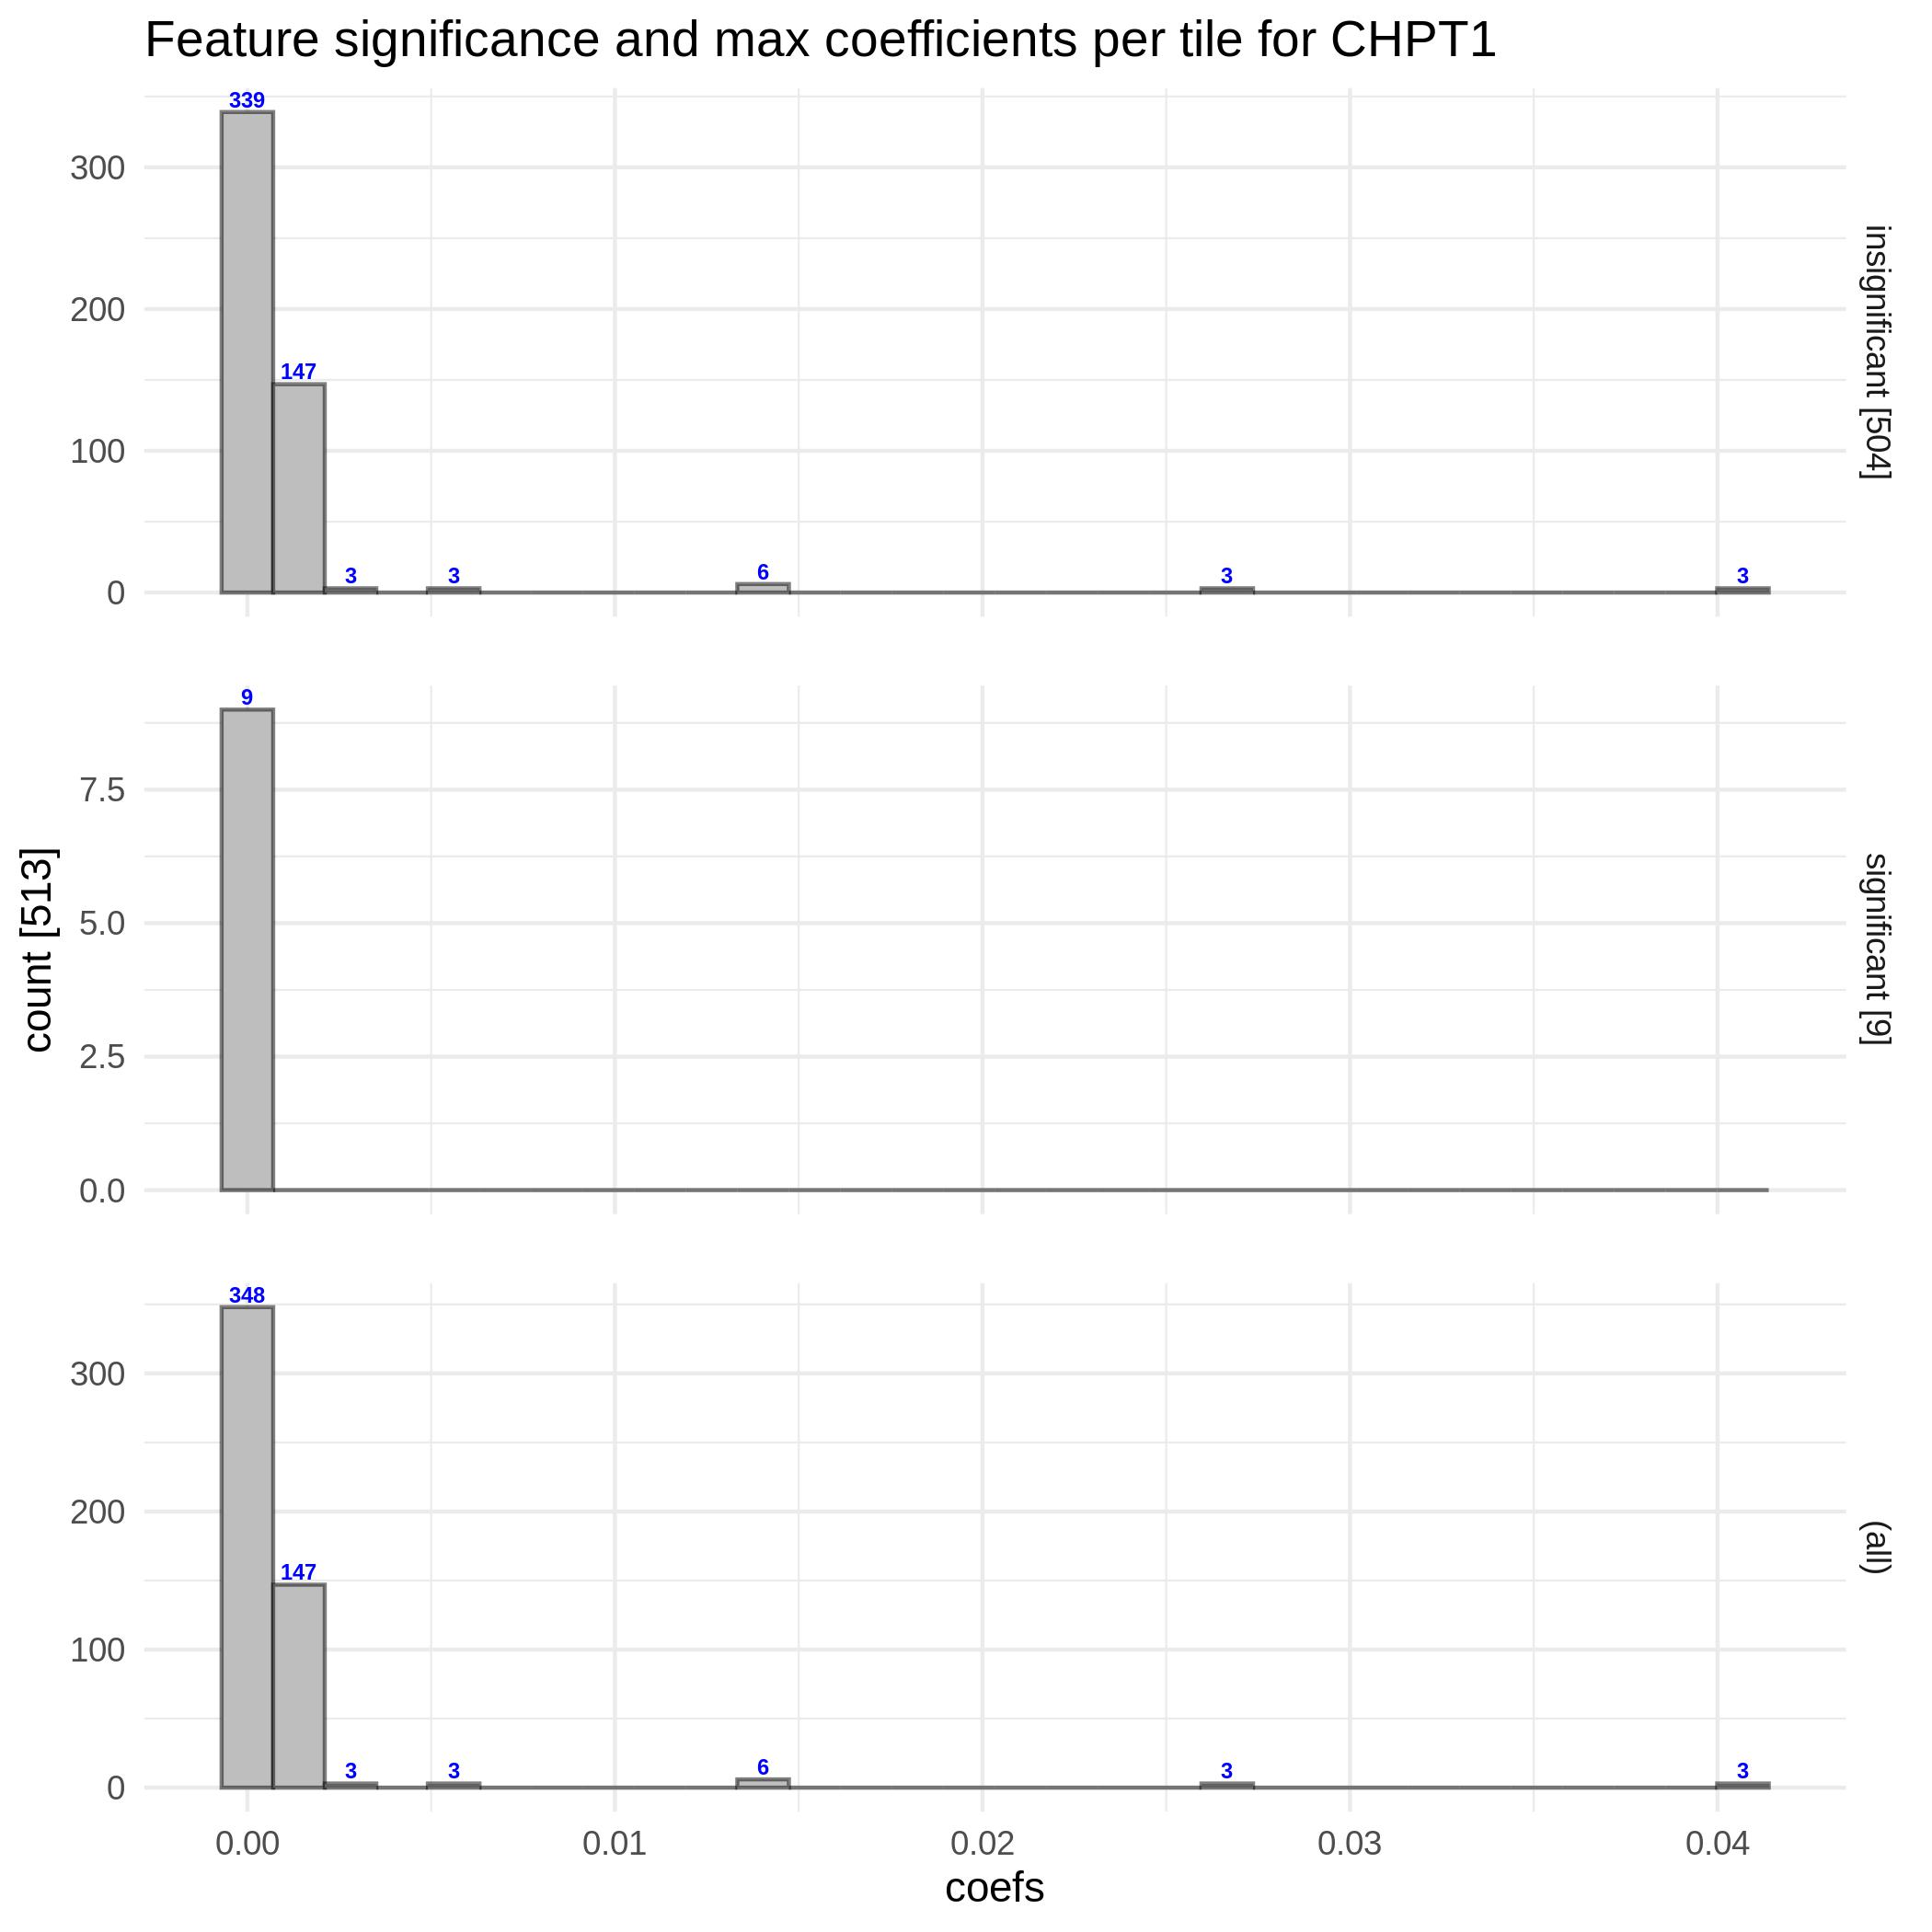 Feature significance and max coefficients per tile for CHPT1
339
300
147
200
100
3 3 6 3 3
0
insignificant [504]
9
7.5
5.0
2.5
0.0
significant [9]
count [513]
348
300
200
147
100
3 3 6 3 3
0
(all)
0.00 0.01 0.02 0.03 0.04
coefs